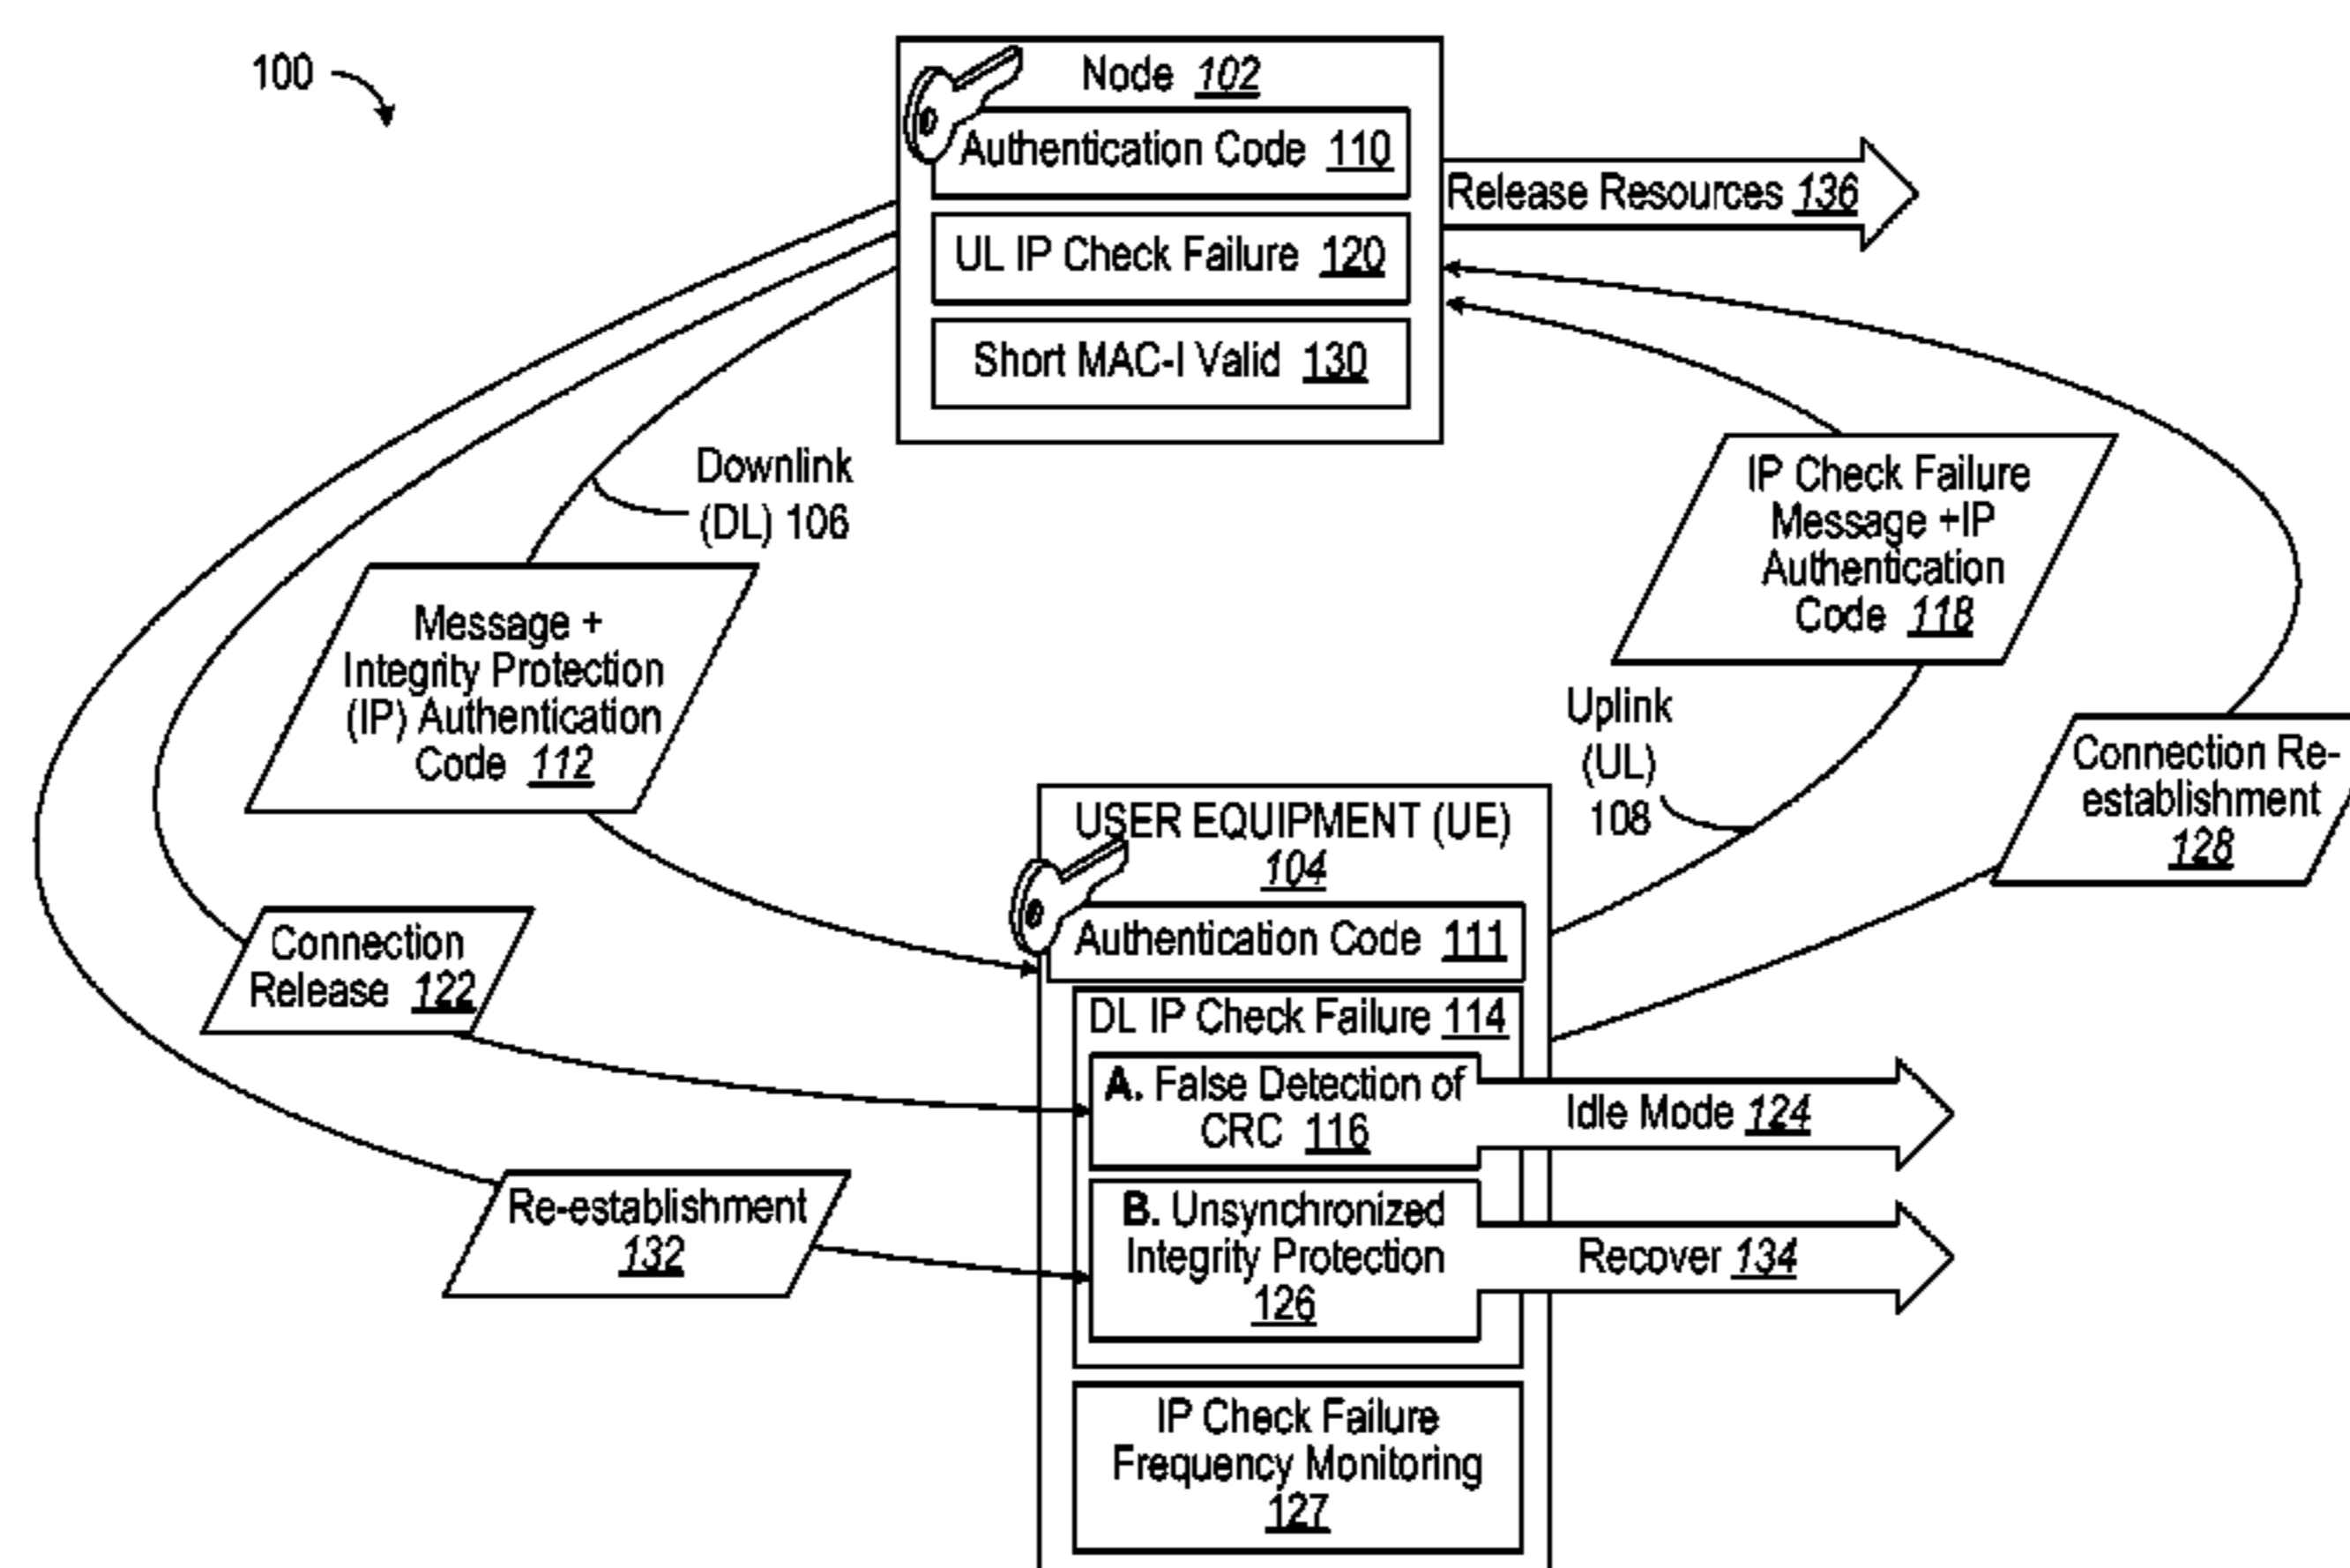 100
Node 102
Authentication Code 110
Release Resources 136
UL IP Check Failure 120
Short MAC-I Valid 130
Downlink
(DL) 106
IP Check Failure
Message +IP
Authentication
Code 118
Message +
Integrity Protection
(IP) Authentication
Code 112
Uplink
(UL)
108
Connection Re-
establishment
128
USER EQUIPMENT (UE)
104
Authentication Code 111
Connection
Release 122
DL IP Check Failure 114
A. False Detection of
CRC 116
Idle Mode 124
Re-establishment
132
B. Unsynchronized
Integrity Protection
126
Recover 134
IP Check Failure
Frequency Monitoring
127